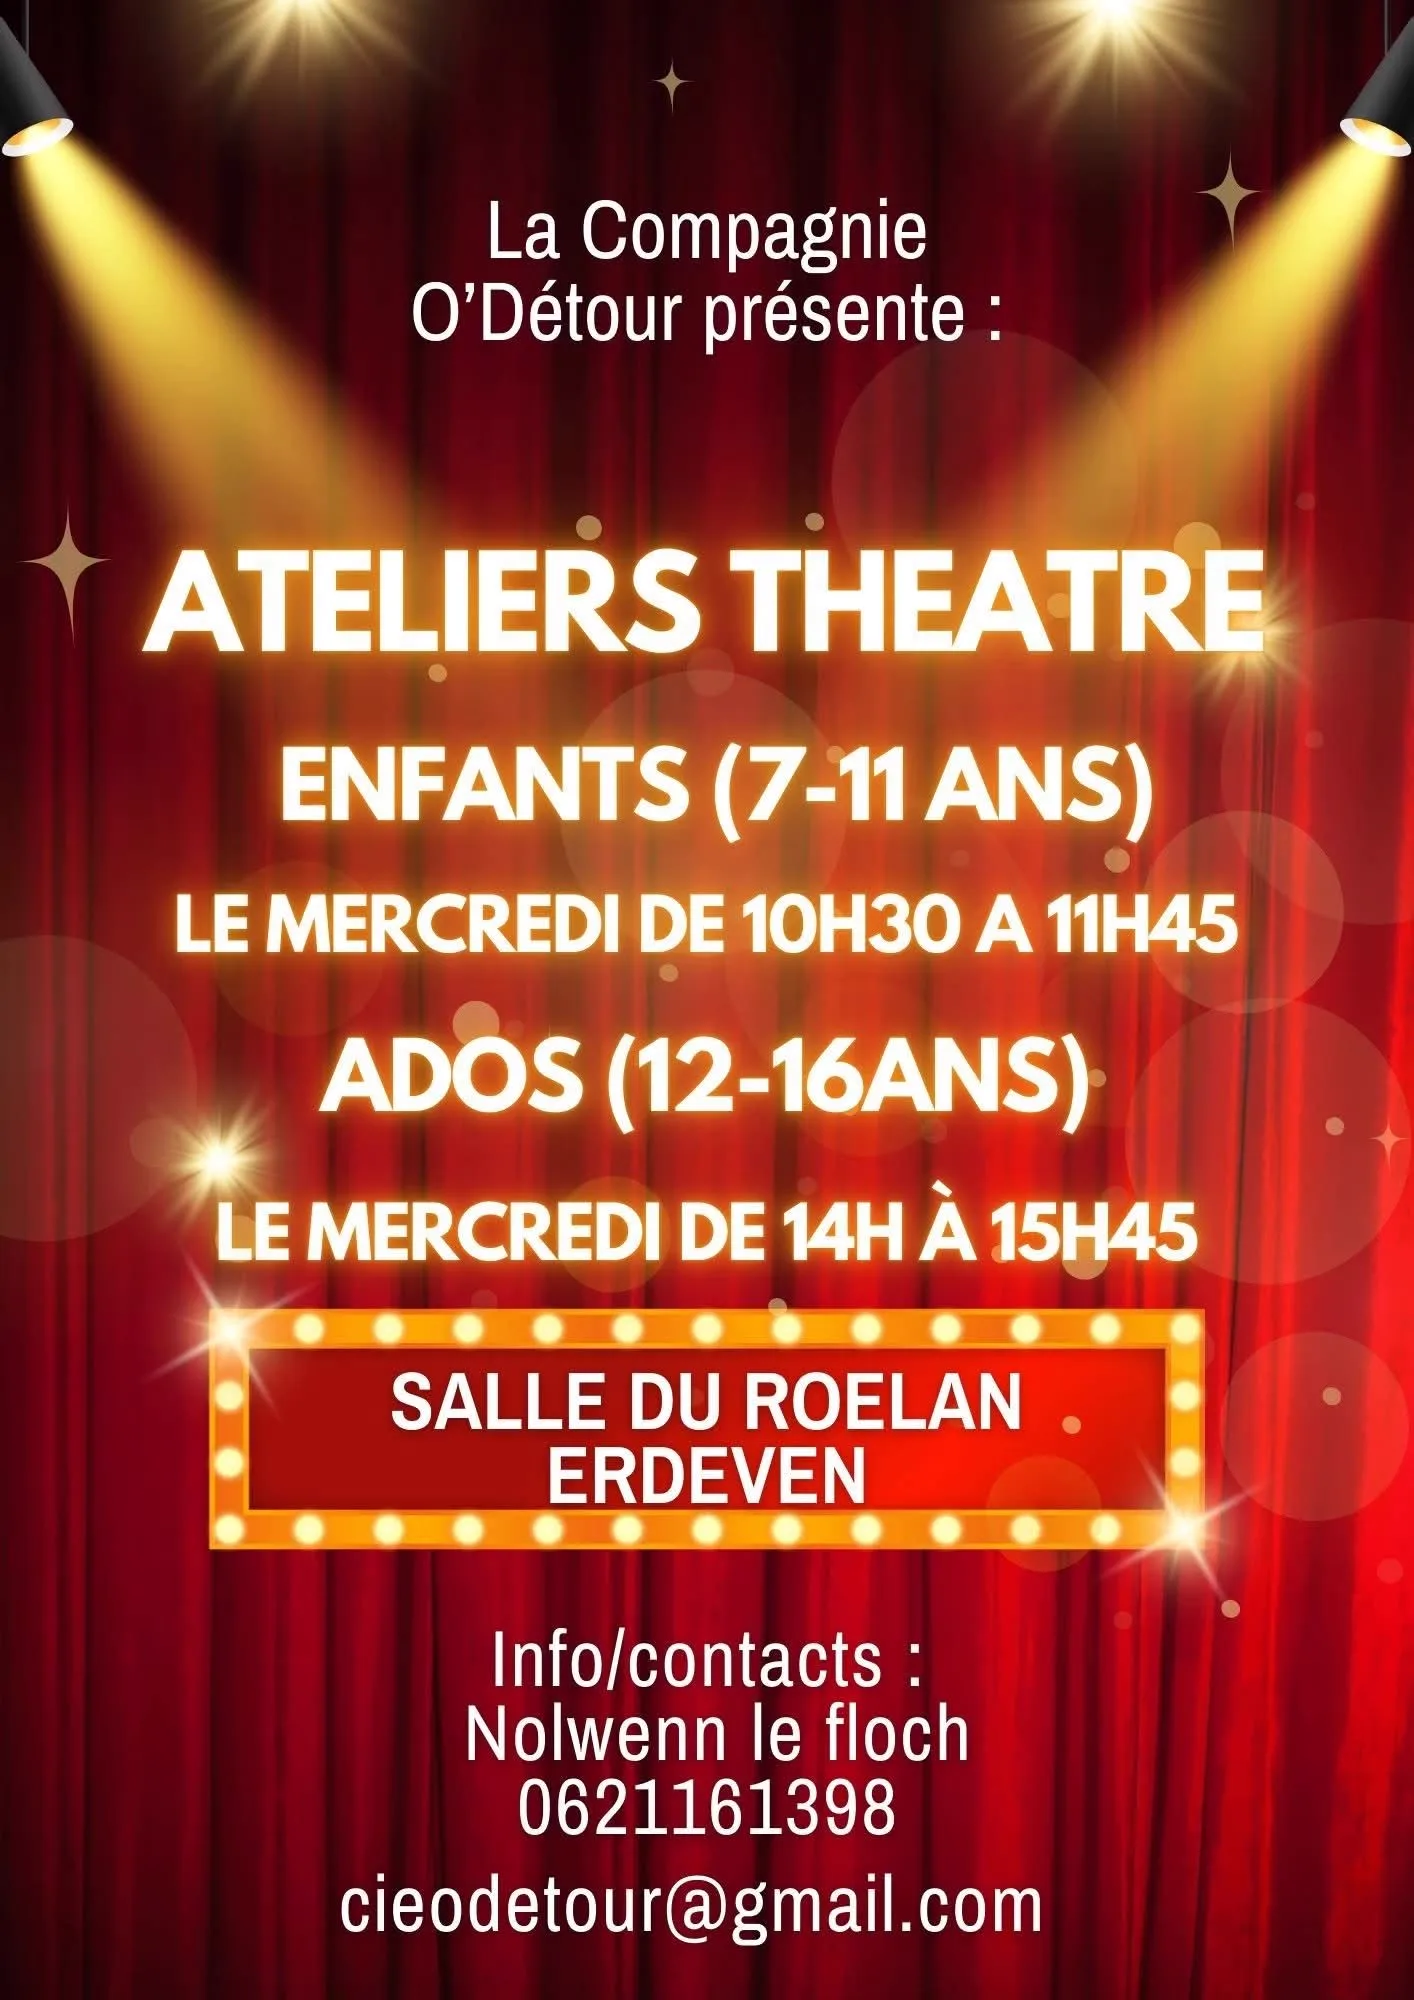 La Compagnie
O’Détour présente :
ATELIERS THEATRE
ENFANTS (7-11 ANS)
LE MERCREDI DE 10H30 A 11H45
ADOS (12-16ANS)
LE MERCREDI DE 14H À 15H45
SALLE DU ROELAN
ERDEVEN
Info/contacts :
Nolwenn le floch
0621161398
cieodetour@gmail.com